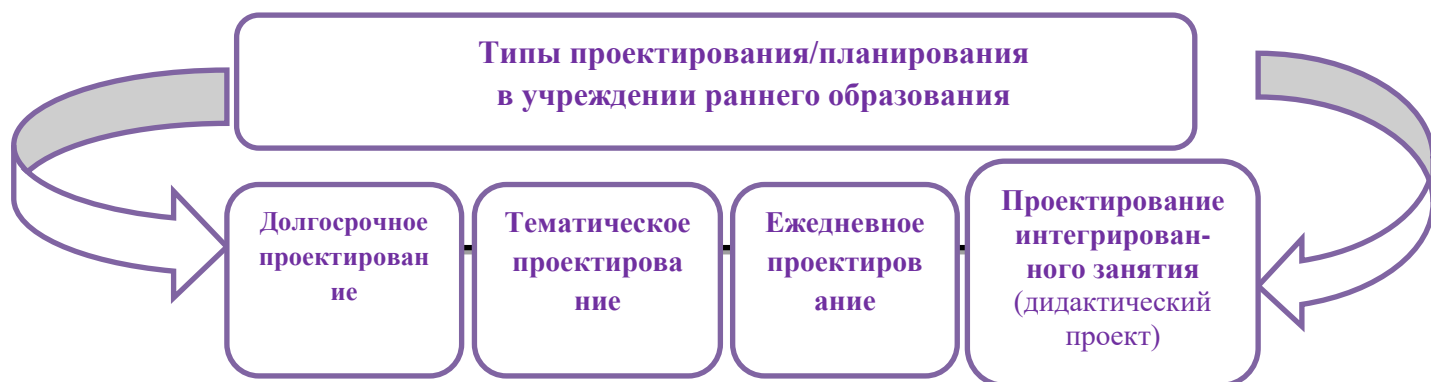 Типы проектирования/планирования
в учреждении раннего образования
Долгосрочное
проектирован
ие
Тематическое
проектирова
ние
Ежедневное
проектиров
ание
Проектирование
интегрирован-
ного занятия
(дидактический
проект)